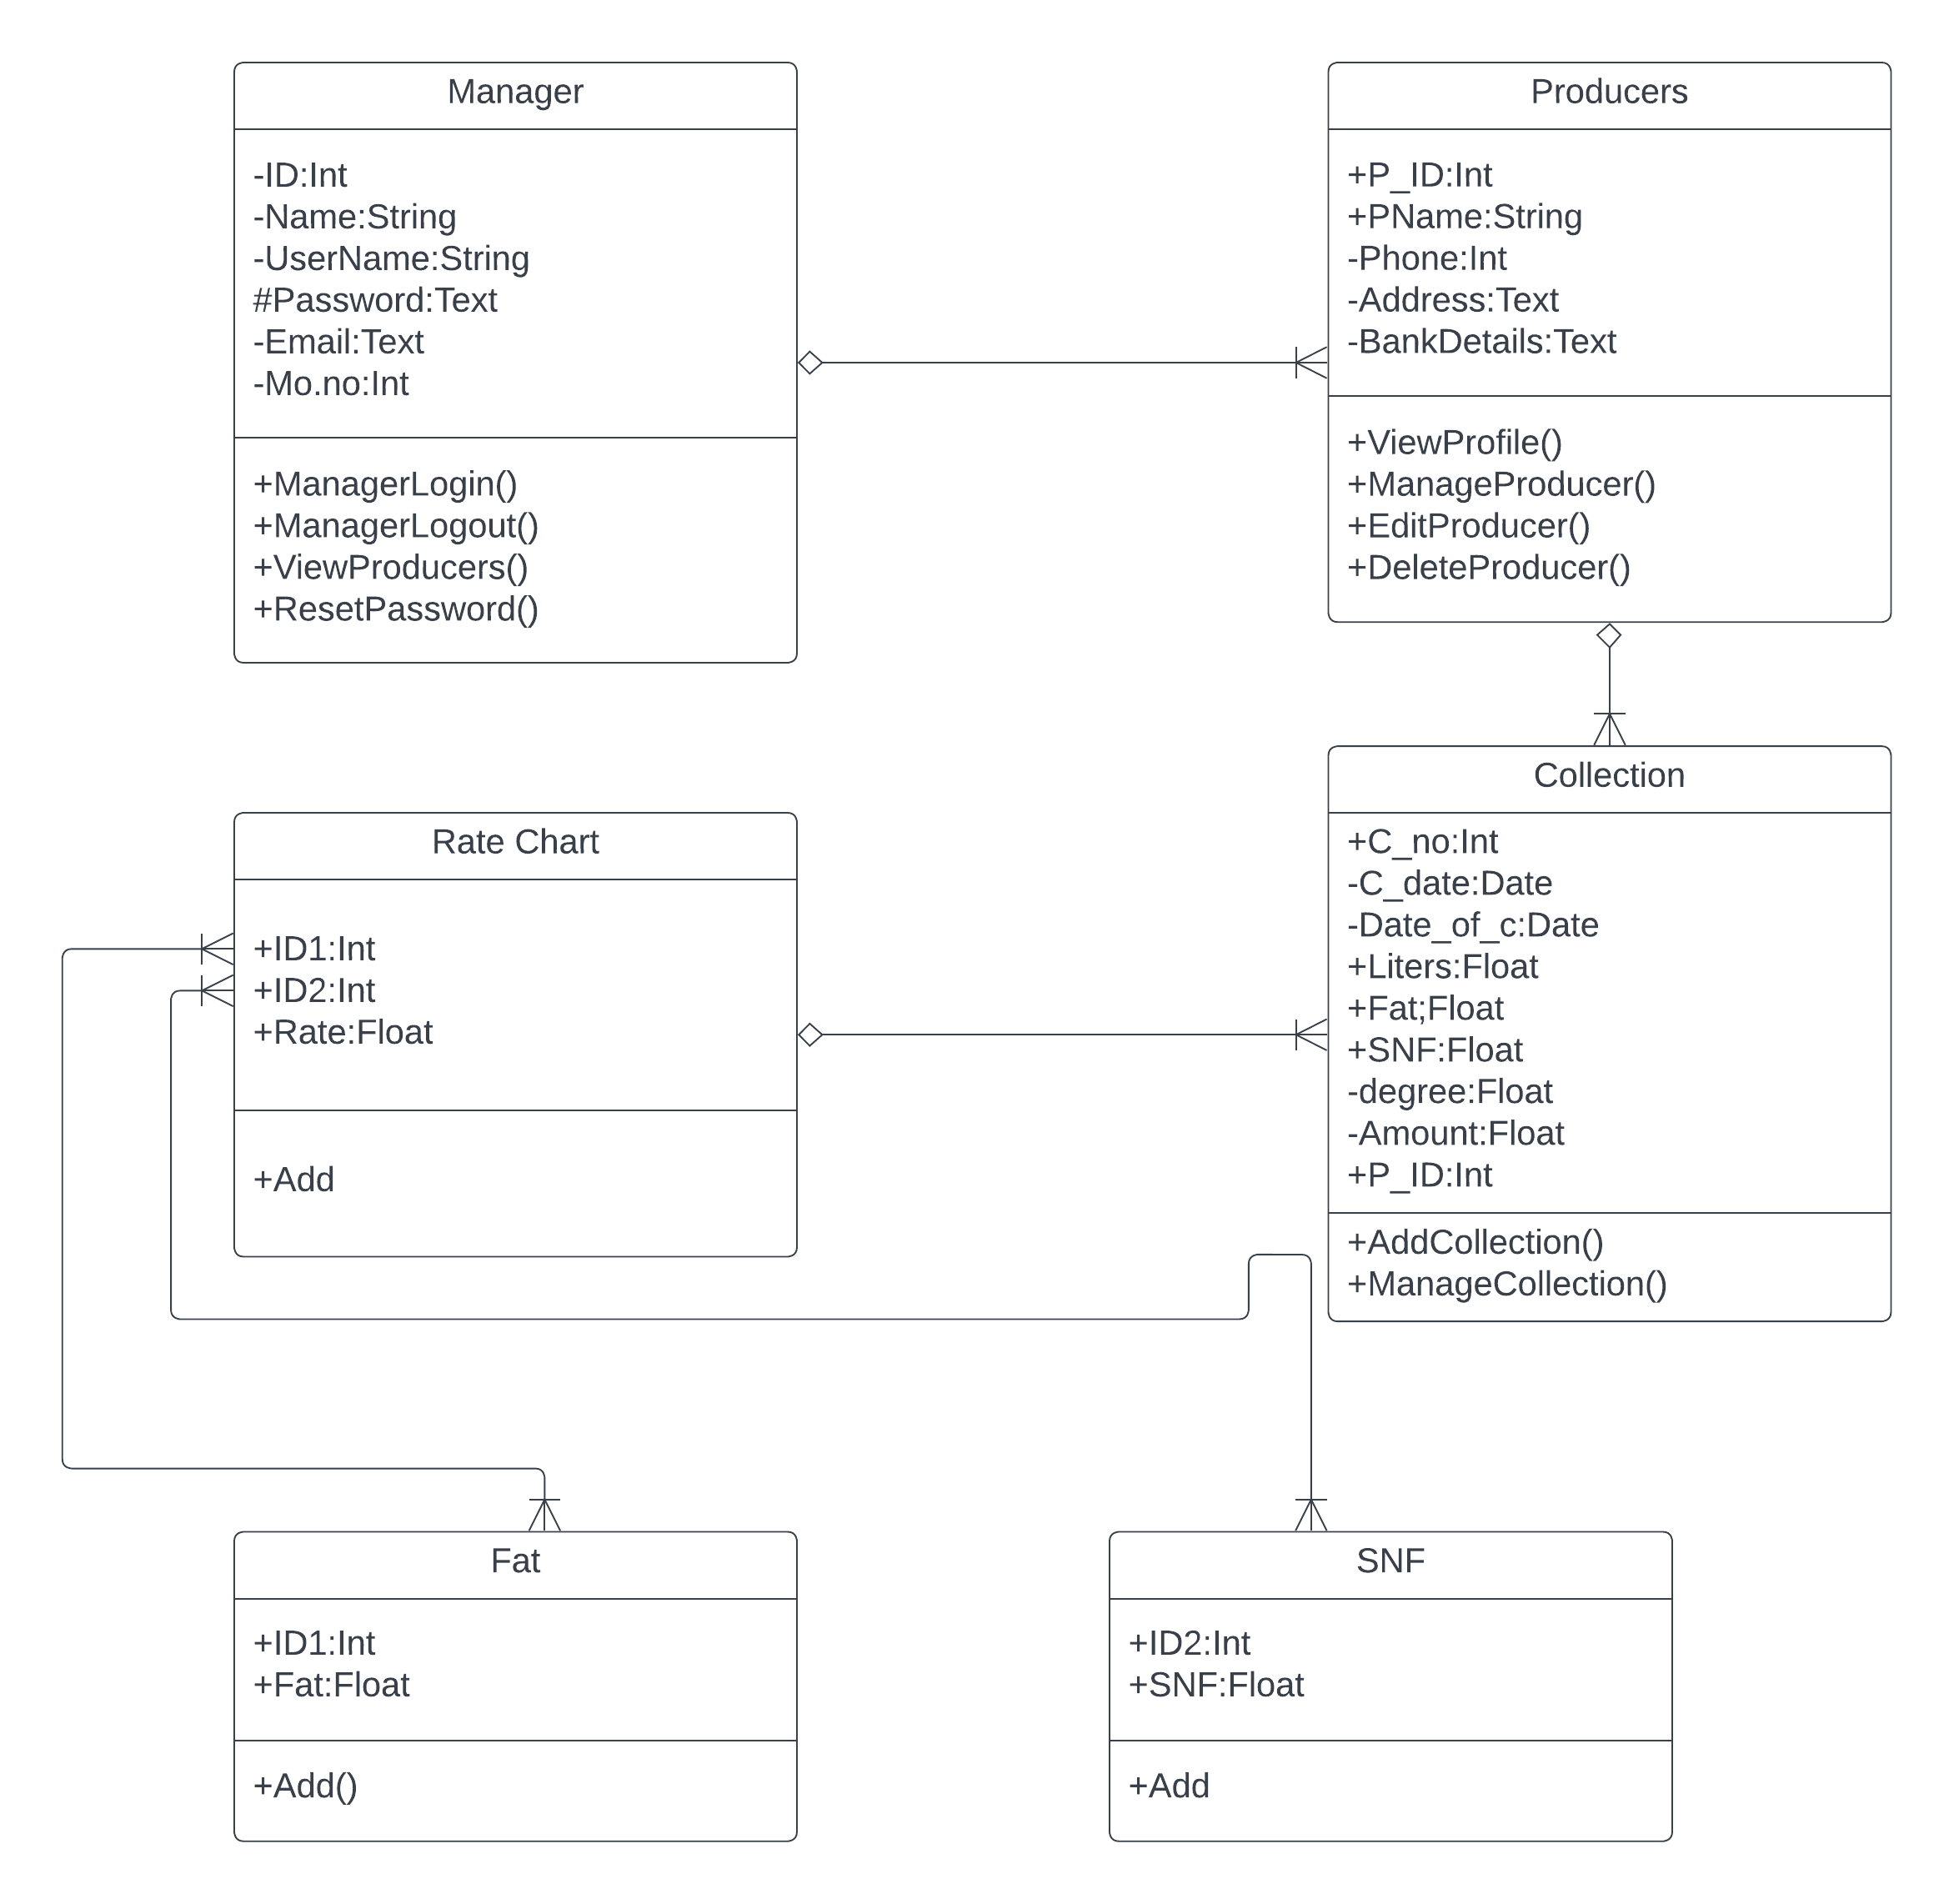 Manager
-ID:Int
-Name:String
-UserName:String
#Password:Text
-Email:Text
-Mo.no:Int
+ManagerLogin()
+ManagerLogout()
+ViewProducers()
+ResetPassword()
Producers
+P_ID:Int
+PName:String
-Phone:Int
-Address:Text
-BankDetails:Text
+ViewProfile()
+ManageProducer()
+EditProducer()
+DeleteProducer()
Rate Chart
+ID1:Int
+ID2:Int
+Rate:Float
+Add
Collection
+C_no:Int
-C_date:Date
-Date_of_c:Date
+Liters:Float
+Fat;Float
+SNF:Float
-degree:Float
-Amount:Float
+P_ID:Int
+AddCollection()
+ManageCollection()
Fat
+ID1:Int
+Fat:Float
+Add()
SNF
+ID2:Int
+SNF:Float
+Add